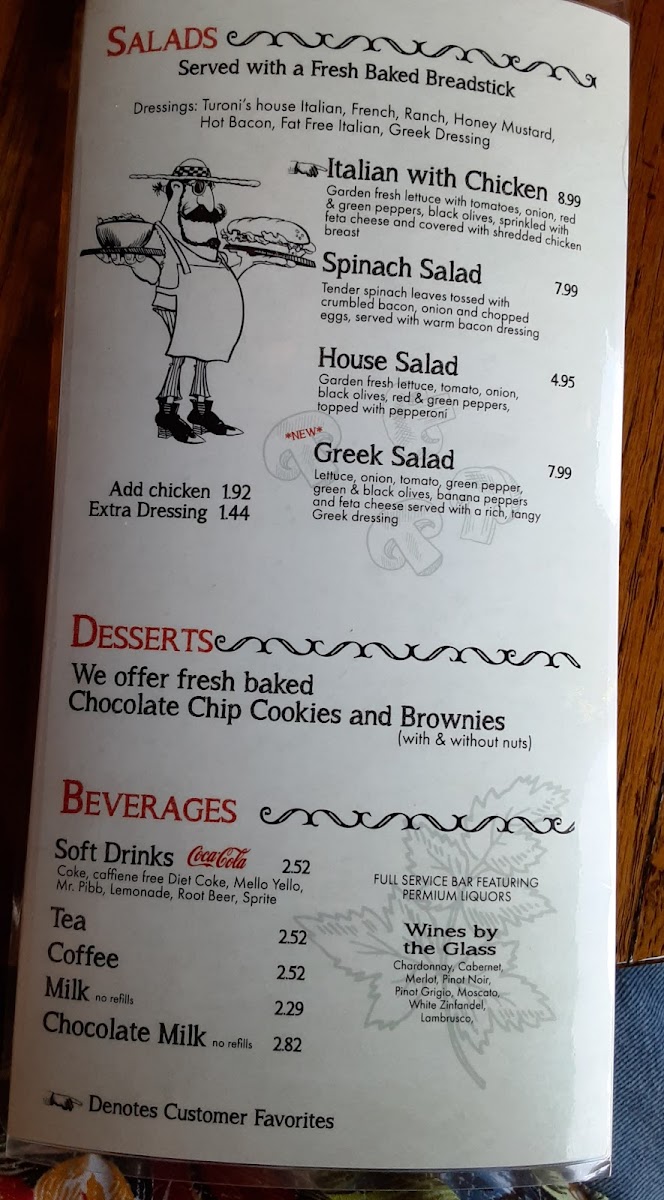 SALADS
Served with a Fresh Baked Breadstick
Dressings: Turoni's house Italian, French, Ranch, Honey Mustard,
Hot Bacon, Fat Free Italian, Greek Dressing
Italian with Chicken 8.99
Garden fresh lettuce with tomatoes, onion, red
& green peppers, black olives, sprinkled with
feta cheese and covered with shredded chicken
breast
Spinach Salad 7.99
Tender spinach leaves tossed with
crumbled bacon, onion and chopped
eggs, served with warm bacon dressing
House Salad 4.95
Garden fresh lettuce, tomato, onion,
black olives, red & green peppers,
topped with pepperoni
*NEW*
Greek Salad 7.99
Lettuce, onion, tomato, green pepper,
green & black olives, banana peppers
and feta cheese served with a rich, tangy
Greek dressing
Add chicken 1.92
Extra Dressing 1.44
DESSERTS
We offer fresh baked
Chocolate Chip Cookies and Brownies
(with & without nuts)
BEVERAGES
Soft Drinks Coca-Cola 2.52
Coke, caffiene free Diet Coke, Mello Yello,
Mr. Pibb, Lemonade, Root Beer, Sprite
Tea 2.52
Coffee 2.52
Milk no refills 2.29
Chocolate Milk no refills 2.82
FULL SERVICE BAR FEATURING
PERMIUM LIQUORS
Wines by
the Glass
Chardonnay, Cabernet,
Merlot, Pinot Noir,
Pinot Grigio, Moscato,
White Zinfandel,
Lambrusco,
Denotes Customer Favorites